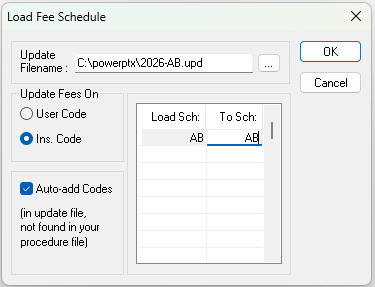 Load Fee Schedule
Update
Filename :
C:\powerptx\2026-AB.upd
...
OK
Cancel
Update Fees On
User Code
Ins. Code
Load Sch:
To Sch:
AB
AB
Auto-add Codes
(in update file,
not found in your
procedure file)